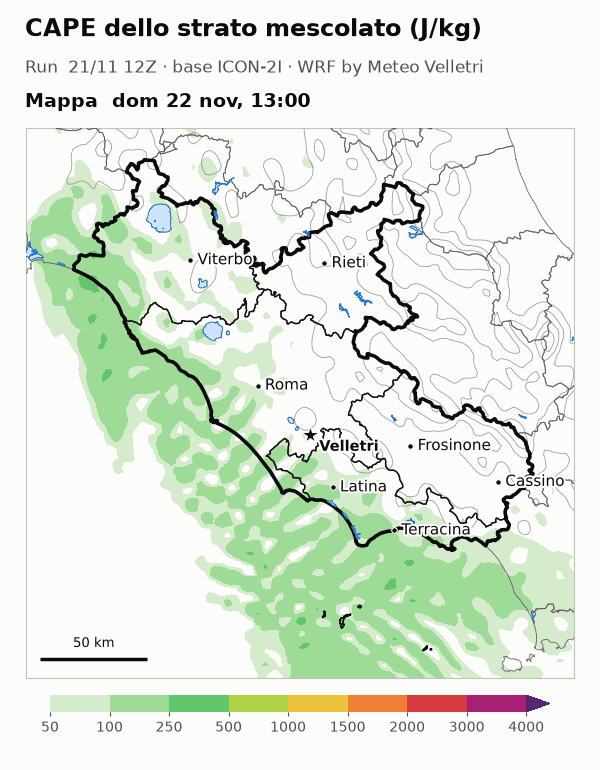 CAPE dello strato mescolato (J/kg)
Run  21/11 12Z · base ICON-2I · WRF by Meteo Velletri
Mappa  dom 22 nov, 13:00
Viterbo
Rieti
Roma
Velletri
Frosinone
Latina
Cassino
Terracina
50 km
50 100 250 500 1000 1500 2000 3000 4000